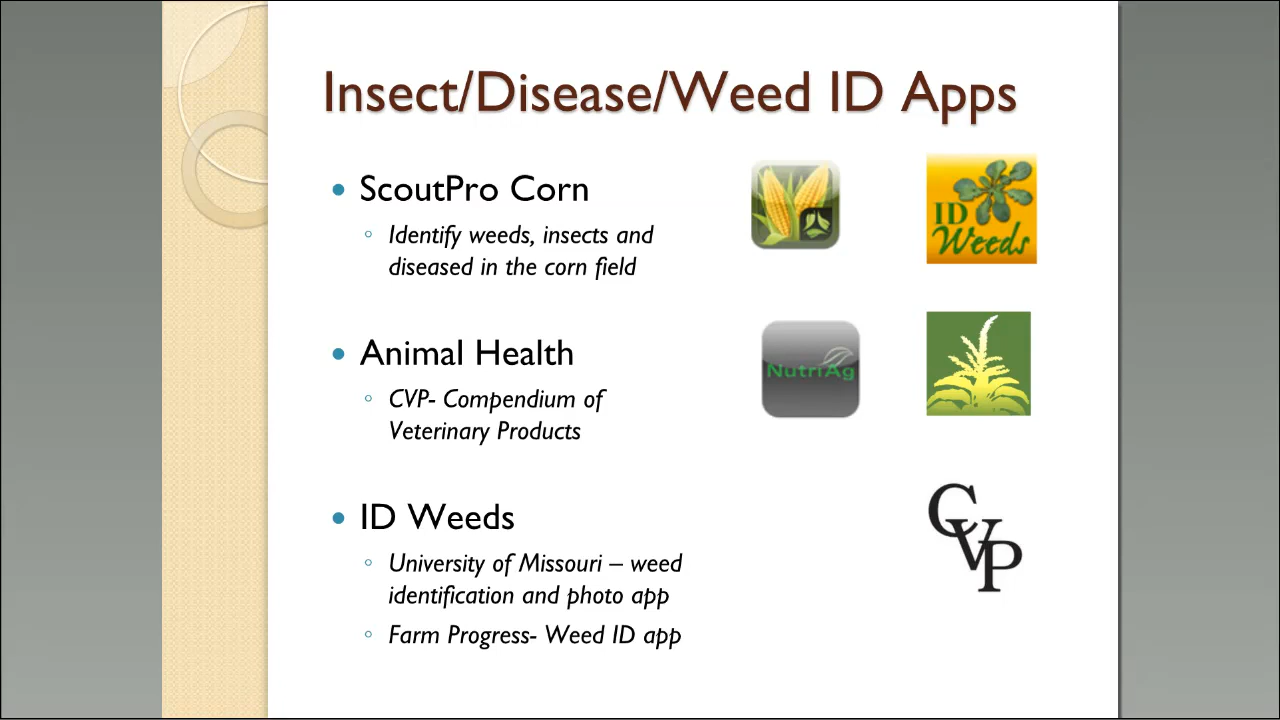 Insect/Disease/Weed ID Apps
ScoutPro Corn
Identify weeds, insects and
diseased in the corn field
Animal Health
CVP- Compendium of
Veterinary Products
ID Weeds
University of Missouri – weed
identification and photo app
Farm Progress- Weed ID app
ID
Weeds
NutriAg
CVP